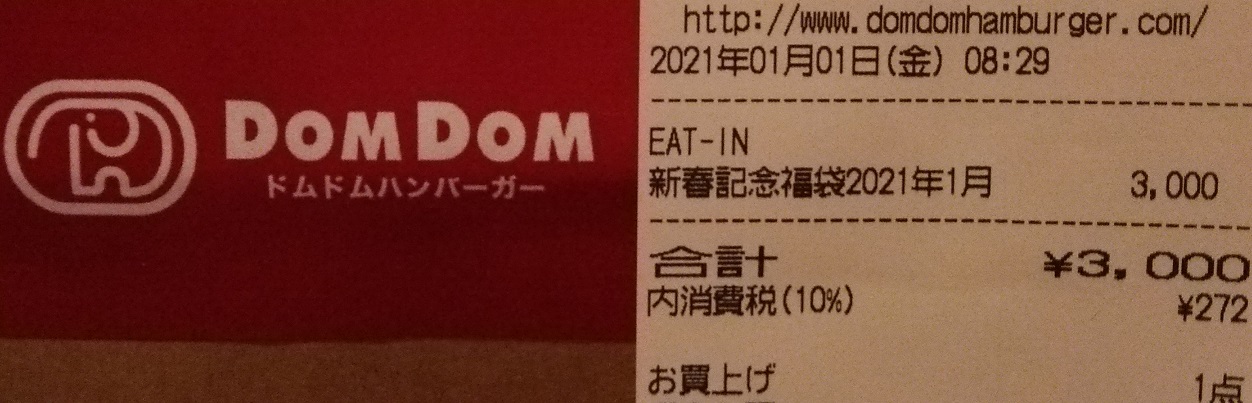 DOMDOM
ドムドムハンバーガー
http://www.domdomhamburger.com/
2021年01月01日(金) 08:29
EAT-IN
新春記念福袋2021年1月 3,000
合計 ¥3,000
内消費税(10%) ¥272
お買上げ 1点